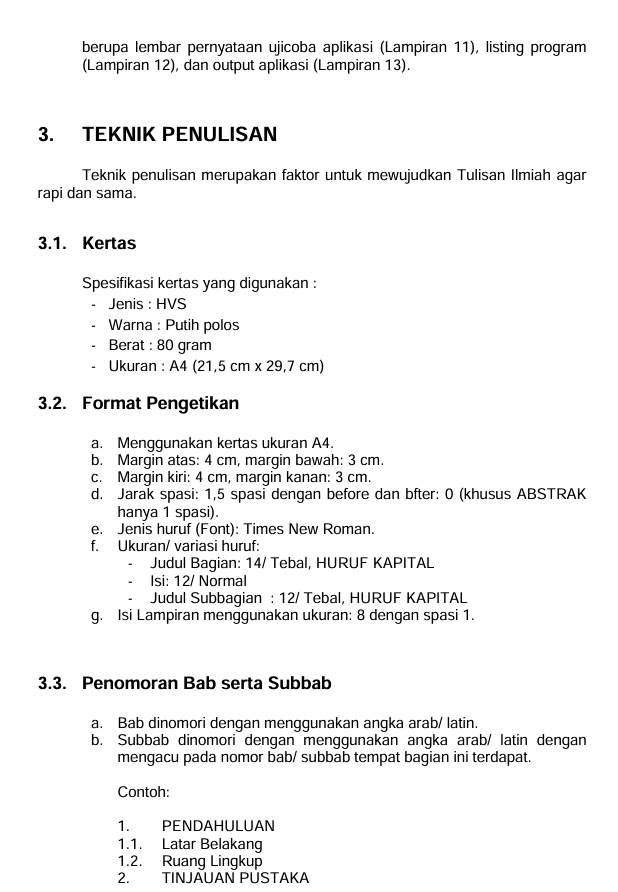 berupa lembar pernyataan ujicoba aplikasi (Lampiran 11), listing program
(Lampiran 12), dan output aplikasi (Lampiran 13).
3. TEKNIK PENULISAN
Teknik penulisan merupakan faktor untuk mewujudkan Tulisan Ilmiah agar
rapi dan sama.
3.1. Kertas
Spesifikasi kertas yang digunakan :
- Jenis : HVS
- Warna : Putih polos
- Berat : 80 gram
- Ukuran : A4 (21,5 cm x 29,7 cm)
3.2. Format Pengetikan
a. Menggunakan kertas ukuran A4.
b. Margin atas: 4 cm, margin bawah: 3 cm.
c. Margin kiri: 4 cm, margin kanan: 3 cm.
d. Jarak spasi: 1,5 spasi dengan before dan bfter: 0 (khusus ABSTRAK
hanya 1 spasi).
e. Jenis huruf (Font): Times New Roman.
f. Ukuran/ variasi huruf:
- Judul Bagian: 14/ Tebal, HURUF KAPITAL
- Isi: 12/ Normal
- Judul Subbagian : 12/ Tebal, HURUF KAPITAL
g. Isi Lampiran menggunakan ukuran: 8 dengan spasi 1.
3.3. Penomoran Bab serta Subbab
a. Bab dinomori dengan menggunakan angka arab/ latin.
b. Subbab dinomori dengan menggunakan angka arab/ latin dengan
mengacu pada nomor bab/ subbab tempat bagian ini terdapat.
Contoh:
1. PENDAHULUAN
1.1. Latar Belakang
1.2. Ruang Lingkup
2. TINJAUAN PUSTAKA